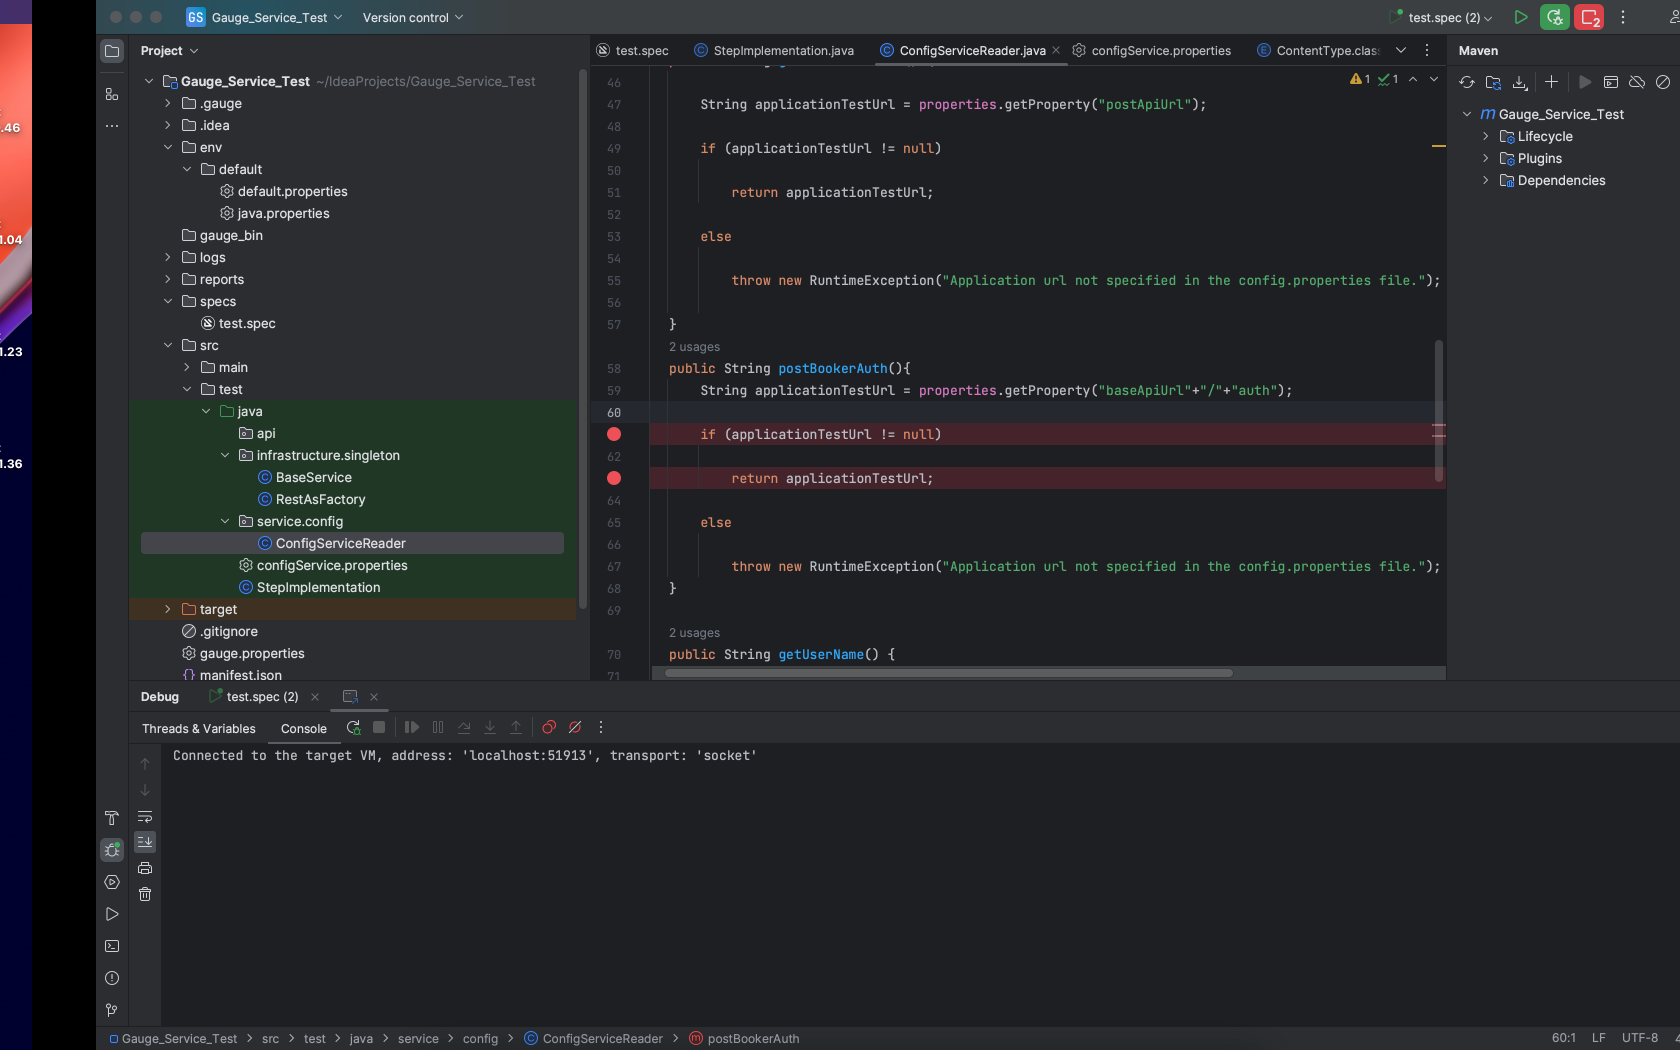 GS Gauge_Service_Test Version control test.spec (2) 2
Project
Gauge_Service_Test ~/IdeaProjects/Gauge_Service_Test
.gauge
.idea
env
default
default.properties
java.properties
gauge_bin
logs
reports
specs
test.spec
src
main
test
java
api
infrastructure.singleton
BaseService
RestAsFactory
service.config
ConfigServiceReader
configService.properties
StepImplementation
target
.gitignore
gauge.properties
manifest.json
.46
1.04
1.23
1.36
test.spec StepImplementation.java ConfigServiceReader.java configService.properties ContentType.clas
1 1
46
47 String applicationTestUrl = properties.getProperty("postApiUrl");
48
49 if (applicationTestUrl != null)
50
51 return applicationTestUrl;
52
53 else
54
55 throw new RuntimeException("Application url not specified in the config.properties file.");
56
57 }
2 usages
58 public String postBookerAuth(){
59 String applicationTestUrl = properties.getProperty("baseApiUrl"+"/"+"auth");
60
if (applicationTestUrl != null)
62
return applicationTestUrl;
64
65 else
66
67 throw new RuntimeException("Application url not specified in the config.properties file.");
68 }
69
2 usages
70 public String getUserName() {
71
Maven
m Gauge_Service_Test
Lifecycle
Plugins
Dependencies
Debug test.spec (2)
Threads & Variables Console
Connected to the target VM, address: 'localhost:51913', transport: 'socket'
Gauge_Service_Test > src > test > java > service > config > ConfigServiceReader > postBookerAuth 60:1 LF UTF-8